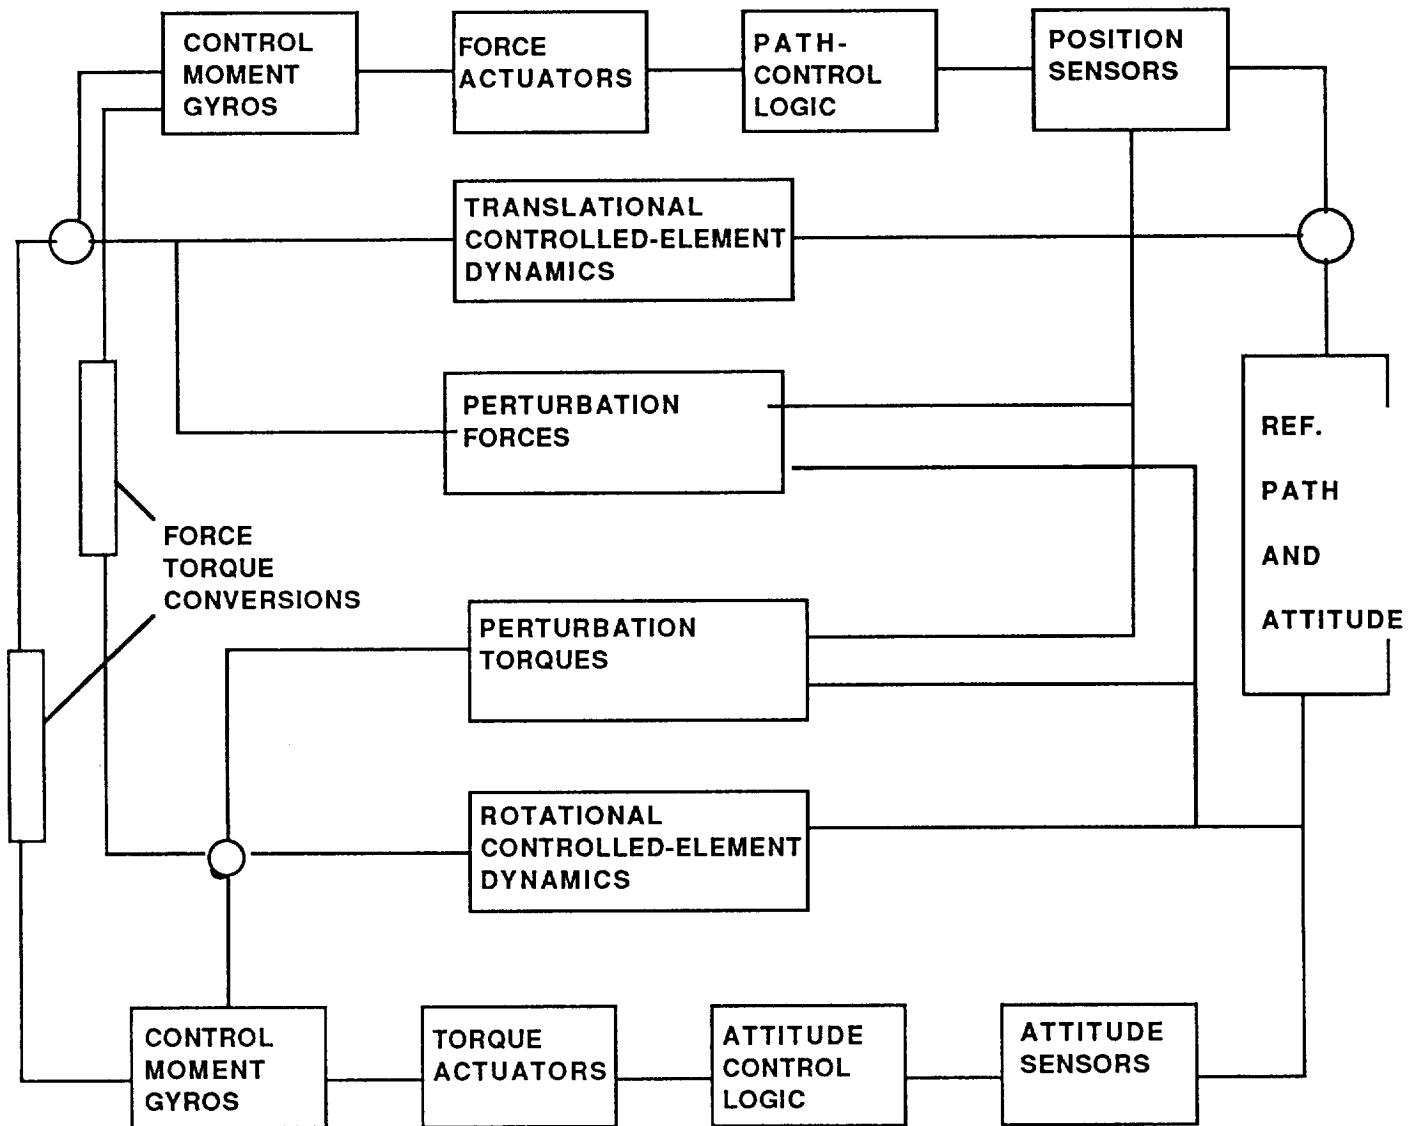 CONTROL
MOMENT
GYROS
FORCE
ACTUATORS
PATH-
CONTROL
LOGIC
POSITION
SENSORS
TRANSLATIONAL
CONTROLLED-ELEMENT
DYNAMICS
PERTURBATION
FORCES
REF.
PATH
AND
ATTITUDE
FORCE
TORQUE
CONVERSIONS
PERTURBATION
TORQUES
ROTATIONAL
CONTROLLED-ELEMENT
DYNAMICS
CONTROL
MOMENT
GYROS
TORQUE
ACTUATORS
ATTITUDE
CONTROL
LOGIC
ATTITUDE
SENSORS